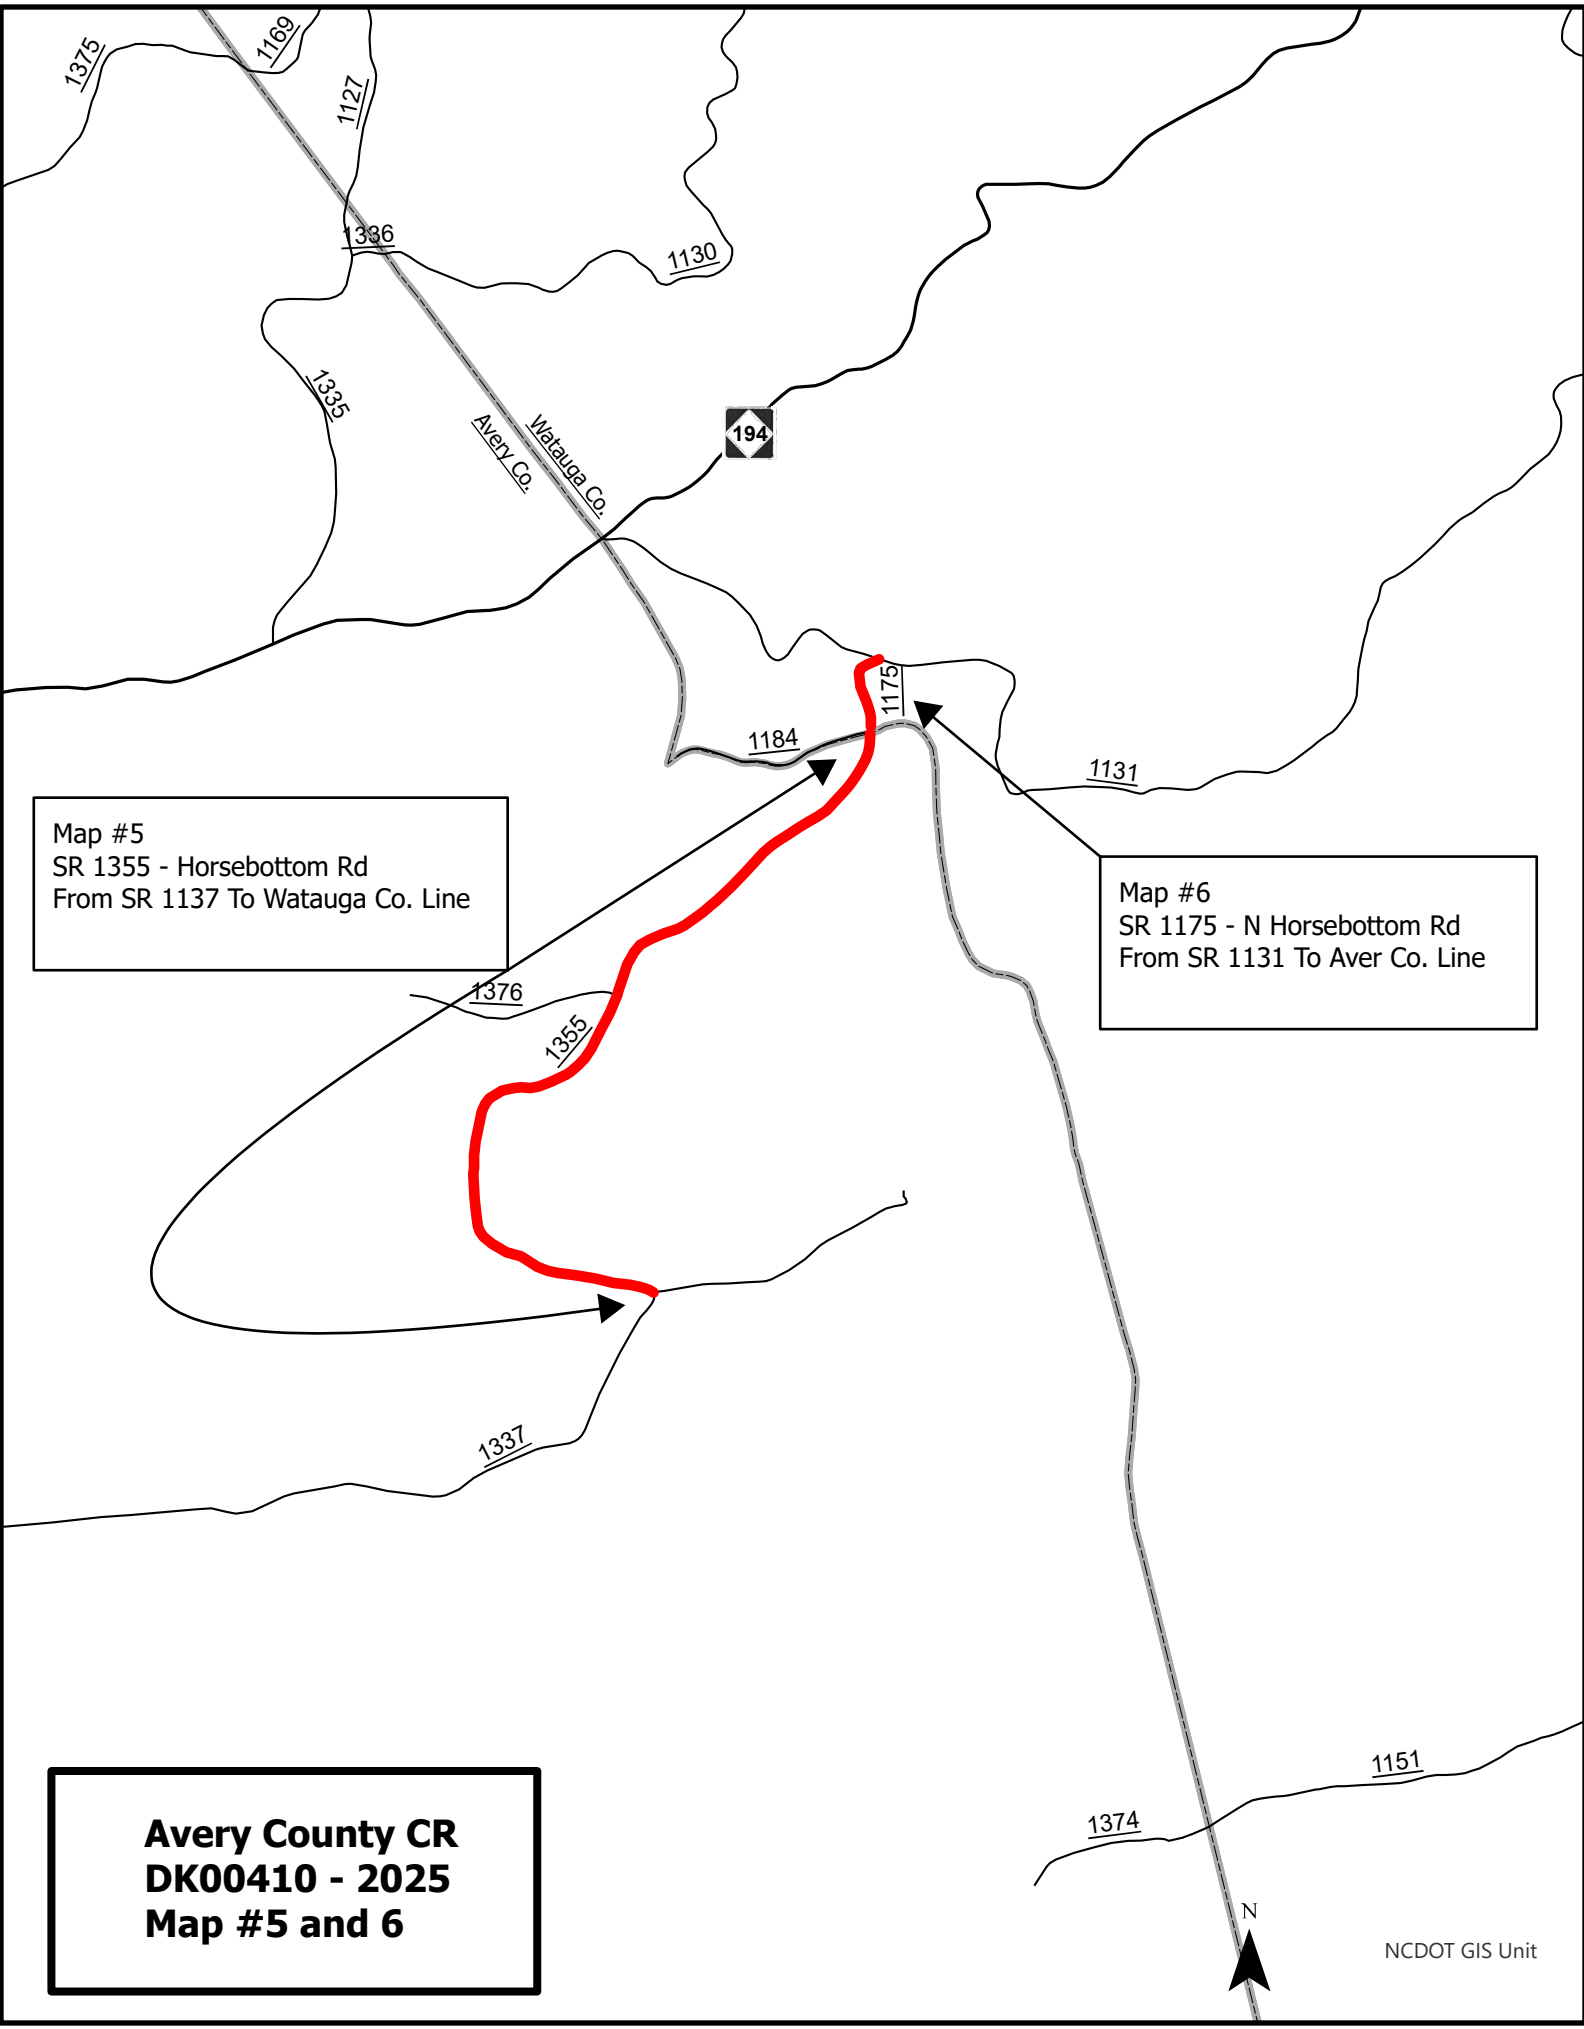 1375
1169
1127
1336
1130
1335
194
Avery Co.
Watauga Co.
1175
1184
1131
Map #5
SR 1355 - Horsebottom Rd
From SR 1137 To Watauga Co. Line
Map #6
SR 1175 - N Horsebottom Rd
From SR 1131 To Aver Co. Line
1376
1355
1337
1151
1374
Avery County CR
DK00410 - 2025
Map #5 and 6
N
NCDOT GIS Unit